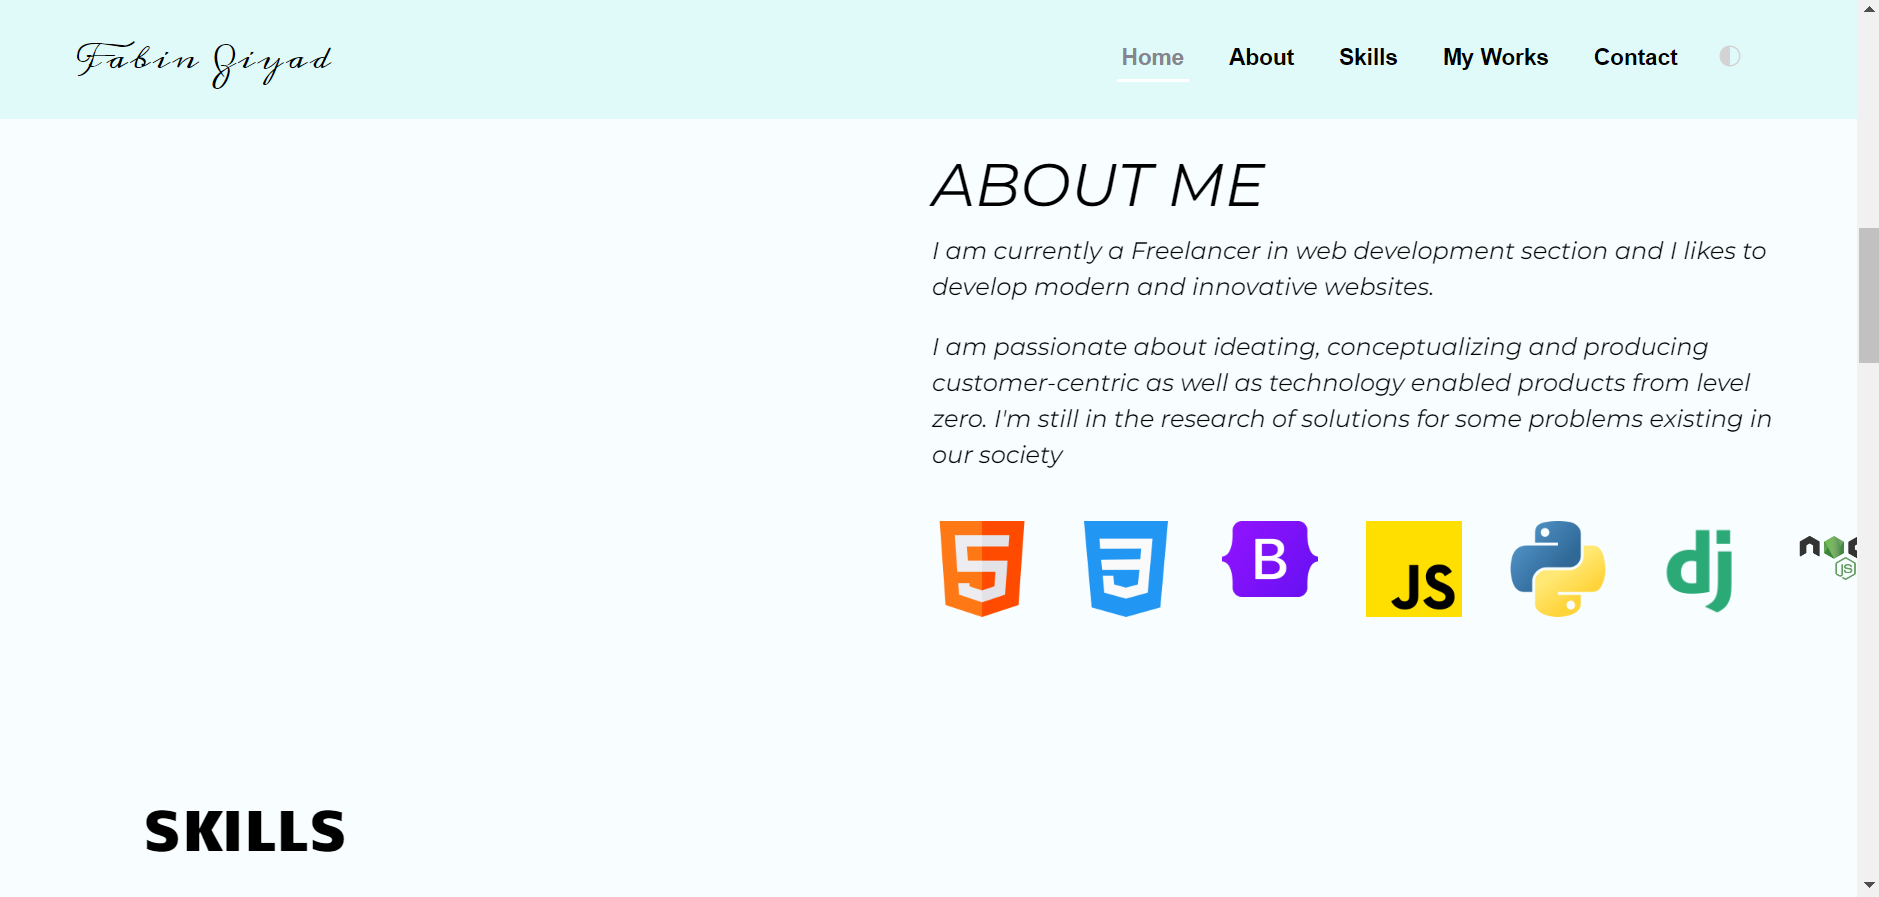 Fabin Ziyad
Home About Skills My Works Contact
ABOUT ME
I am currently a Freelancer in web development section and I likes to
develop modern and innovative websites.
I am passionate about ideating, conceptualizing and producing
customer-centric as well as technology enabled products from level
zero. I'm still in the research of solutions for some problems existing in
our society
5 3 B JS dj
JS
SKILLS